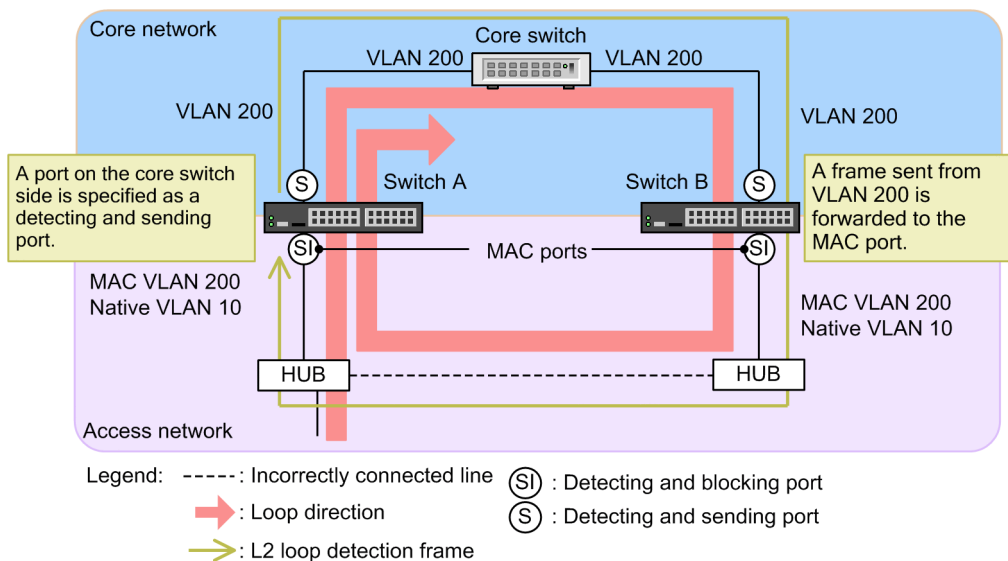 Core network
Core switch
VLAN 200
VLAN 200
VLAN 200
VLAN 200
A port on the core switch
side is specified as a
detecting and sending
port.
S
Switch A
Switch B
S
A frame sent from
VLAN 200 is
forwarded to the
MAC port.
SI
MAC ports
SI
MAC VLAN 200
Native VLAN 10
MAC VLAN 200
Native VLAN 10
HUB
HUB
Access network
Legend:
: Incorrectly connected line
SI : Detecting and blocking port
: Loop direction
S : Detecting and sending port
: L2 loop detection frame